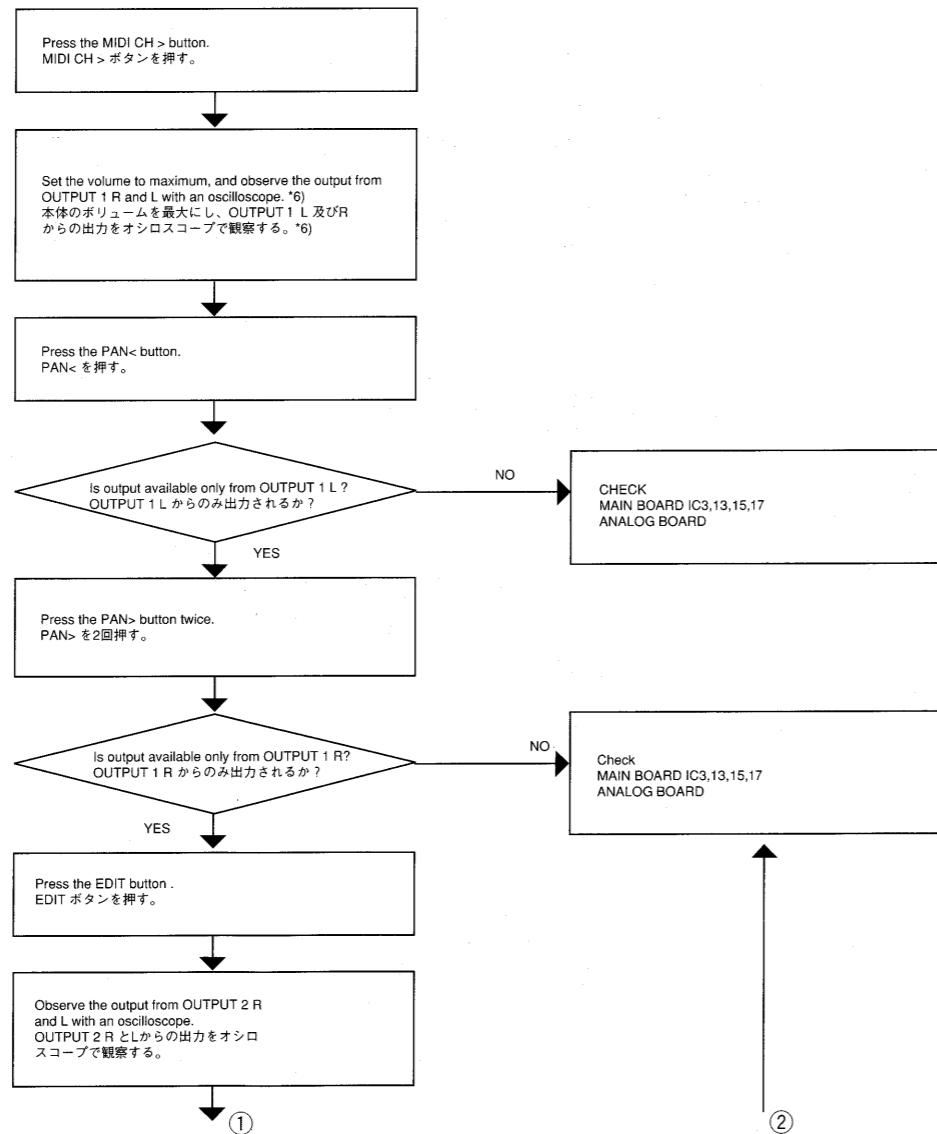 Press the MIDI CH > button.
MIDI CH > ボタンを押す。
Set the volume to maximum, and observe the output from
OUTPUT 1 R and L with an oscilloscope. *6)
本体のボリュームを最大にし、OUTPUT 1 L 及びR
からの出力をオシロスコープで観察する。*6)
Press the PAN< button.
PAN< を押す。
Is output available only from OUTPUT 1 L ?
OUTPUT 1 L からのみ出力されるか？
NO
CHECK
MAIN BOARD IC3,13,15,17
ANALOG BOARD
YES
Press the PAN> button twice.
PAN> を2回押す。
Is output available only from OUTPUT 1 R?
OUTPUT 1 R からのみ出力されるか？
NO
Check
MAIN BOARD IC3,13,15,17
ANALOG BOARD
YES
Press the EDIT button .
EDIT ボタンを押す。
Observe the output from OUTPUT 2 R
and L with an oscilloscope.
OUTPUT 2 R とLからの出力をオシロ
スコープで観察する。
①
②